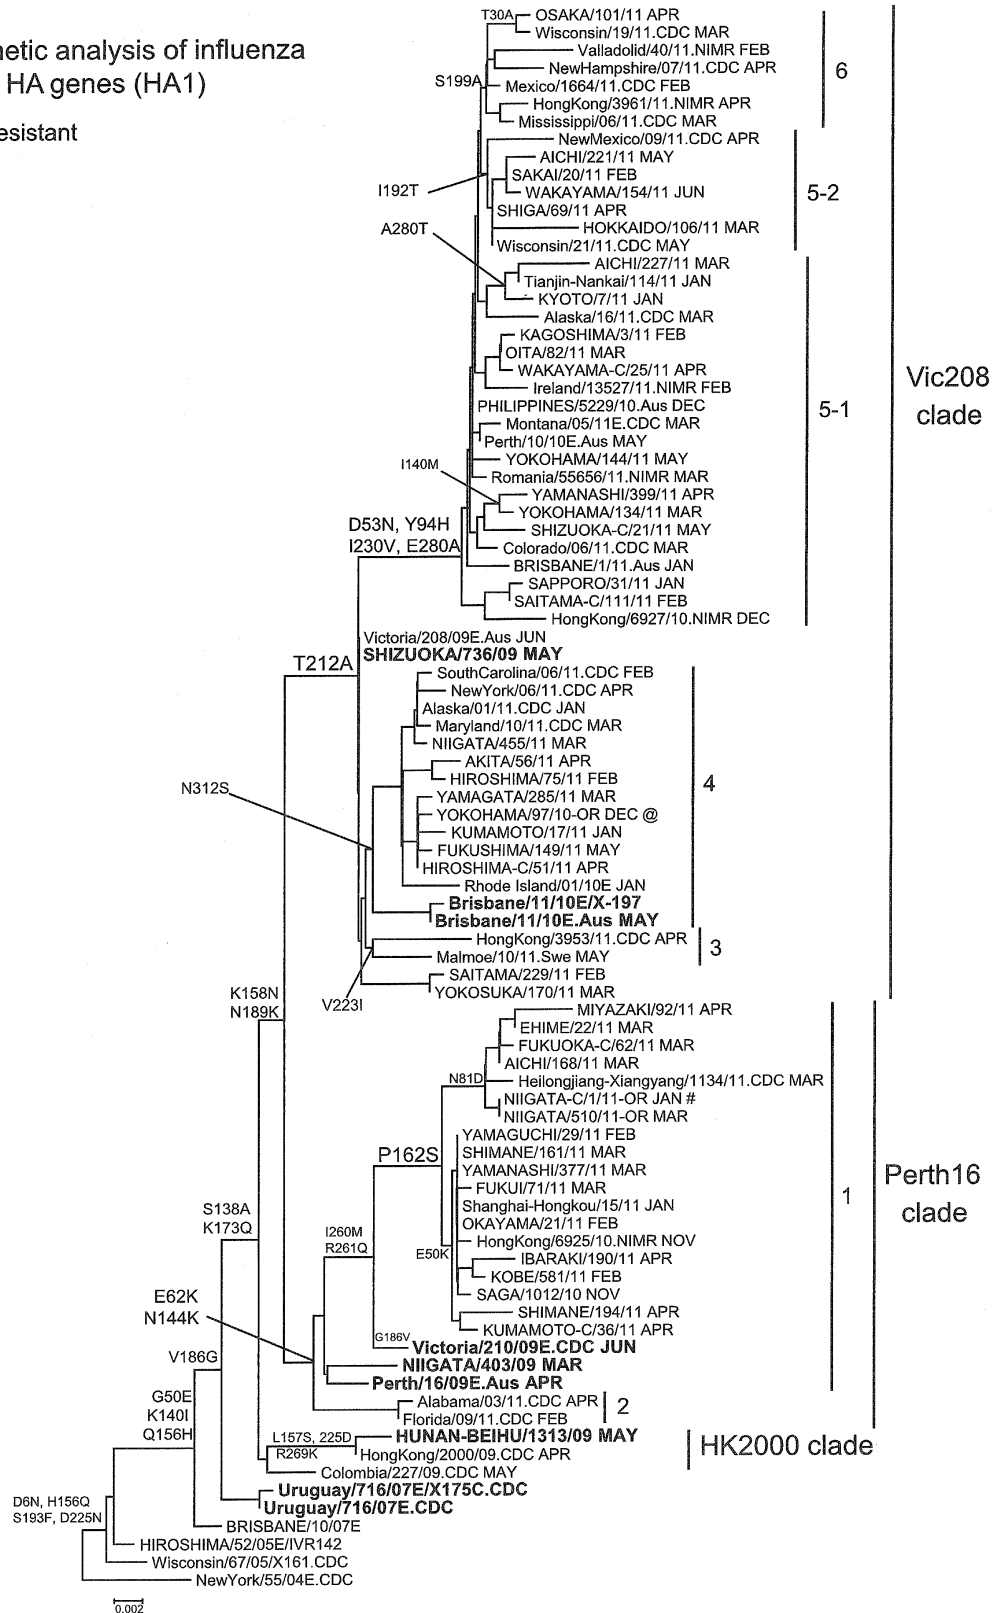 netic analysis of influenza
HA genes (HA1)
esistant
T30A
OSAKA/101/11 APR
Wisconsin/19/11.CDC MAR
Valladolid/40/11.NIMR FEB
NewHampshire/07/11.CDC APR
S199A
Mexico/1664/11.CDC FEB
HongKong/3961/11.NIMR APR
Mississippi/06/11.CDC MAR
6
NewMexico/09/11.CDC APR
AICHI/221/11 MAY
SAKAI/20/11 FEB
I192T
WAKAYAMA/154/11 JUN
SHIGA/69/11 APR
HOKKAIDO/106/11 MAR
Wisconsin/21/11.CDC MAY
5-2
A280T
AICHI/227/11 MAR
Tianjin-Nankai/114/11 JAN
KYOTO/7/11 JAN
Alaska/16/11.CDC MAR
KAGOSHIMA/3/11 FEB
OITA/82/11 MAR
WAKAYAMA-C/25/11 APR
Ireland/13527/11.NIMR FEB
PHILIPPINES/5229/10.Aus DEC
Montana/05/11E.CDC MAR
Perth/10/10E.Aus MAY
YOKOHAMA/144/11 MAY
Romania/55656/11.NIMR MAR
I140M
YAMANASHI/399/11 APR
YOKOHAMA/134/11 MAR
SHIZUOKA-C/21/11 MAY
Colorado/06/11.CDC MAR
BRISBANE/1/11.Aus JAN
SAPPORO/31/11 JAN
SAITAMA-C/111/11 FEB
HongKong/6927/10.NIMR DEC
5-1
D53N, Y94H
I230V, E280A
Vic208
clade
Victoria/208/09E.Aus JUN
SHIZUOKA/736/09 MAY
T212A
SouthCarolina/06/11.CDC FEB
NewYork/06/11.CDC APR
Alaska/01/11.CDC JAN
Maryland/10/11.CDC MAR
NIIGATA/455/11 MAR
AKITA/56/11 APR
HIROSHIMA/75/11 FEB
N312S
YAMAGATA/285/11 MAR
YOKOHAMA/97/10-OR DEC @
KUMAMOTO/17/11 JAN
FUKUSHIMA/149/11 MAY
HIROSHIMA-C/51/11 APR
Rhode Island/01/10E JAN
Brisbane/11/10E/X-197
Brisbane/11/10E.Aus MAY
4
HongKong/3953/11.CDC APR
Malmoe/10/11.Swe MAY
3
SAITAMA/229/11 FEB
YOKOSUKA/170/11 MAR
V223I
K158N
N189K
MIYAZAKI/92/11 APR
EHIME/22/11 MAR
FUKUOKA-C/62/11 MAR
AICHI/168/11 MAR
N81D
Heilongjiang-Xiangyang/1134/11.CDC MAR
NIIGATA-C/1/11-OR JAN #
NIIGATA/510/11-OR MAR
YAMAGUCHI/29/11 FEB
P162S
SHIMANE/161/11 MAR
YAMANASHI/377/11 MAR
FUKUI/71/11 MAR
Shanghai-Hongkou/15/11 JAN
OKAYAMA/21/11 FEB
HongKong/6925/10.NIMR NOV
E50K
IBARAKI/190/11 APR
KOBE/581/11 FEB
SAGA/1012/10 NOV
SHIMANE/194/11 APR
KUMAMOTO-C/36/11 APR
1
Perth16
clade
S138A
K173Q
I260M
R261Q
E62K
N144K
G186V
Victoria/210/09E.CDC JUN
NIIGATA/403/09 MAR
Perth/16/09E.Aus APR
V186G
Alabama/03/11.CDC APR
Florida/09/11.CDC FEB
2
G50E
K140I
Q156H
L157S, 225D
R269K
HUNAN-BEIHU/1313/09 MAY
HongKong/2000/09.CDC APR
Colombia/227/09.CDC MAY
HK2000 clade
Uruguay/716/07E/X175C.CDC
Uruguay/716/07E.CDC
D6N, H156Q
S193F, D225N
BRISBANE/10/07E
HIROSHIMA/52/05E/IVR142
Wisconsin/67/05/X161.CDC
NewYork/55/04E.CDC
0.002